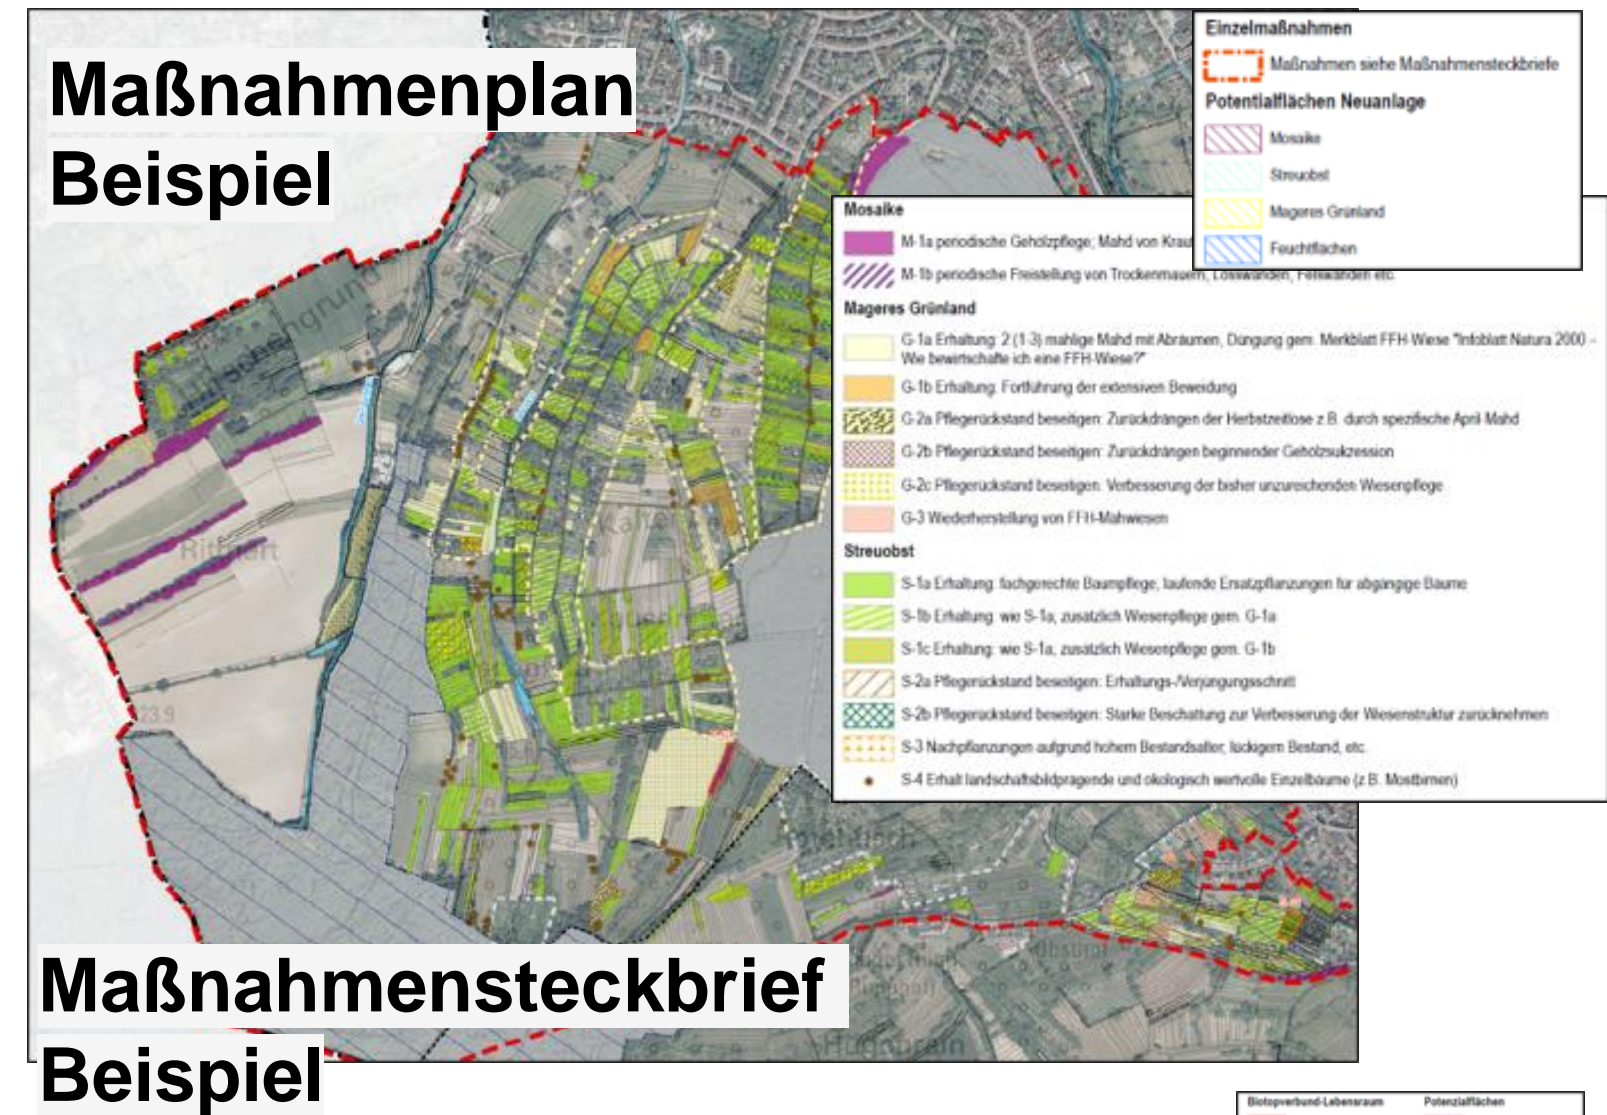 Maßnahmenplan
Beispiel
Einzelmaßnahmen
Maßnahmen siehe Maßnahmensteckbriefe
Potentialflächen Neuanlage
Mosaike
Streuobst
Mageres Grünland
Feuchtflächen
Mosaike
M-1a periodische Gehölzpflege; Mahd von Kraut
M-1b periodische Freistellung von Trockenmauern, Lösswänden, Felswänden etc.
Mageres Grünland
G-1a Erhaltung: 2 (1-3) mahlige Mahd mit Abräumen, Düngung gem. Merkblatt FFH-Wiese "Infoblatt Natura 2000 -
Wie bewirtschafte ich eine FFH-Wiese?"
G-1b Erhaltung: Fortführung der extensiven Beweidung
G-2a Pflegerückstand beseitigen: Zurückdrängen der Herbstzeitlose z.B. durch spezifische April-Mahd
G-2b Pflegerückstand beseitigen: Zurückdrängen beginnender Gehölzsukzession
G-2c Pflegerückstand beseitigen: Verbesserung der bisher unzureichenden Wiesenpflege
G-3 Wiederherstellung von FFH-Mähwiesen
Streuobst
S-1a Erhaltung: fachgerechte Baumpflege, laufende Ersatzpflanzungen für abgängige Bäume
S-1b Erhaltung: wie S-1a, zusätzlich Wiesenpflege gem. G-1a
S-1c Erhaltung: wie S-1a, zusätzlich Wiesenpflege gem. G-1b
S-2a Pflegerückstand beseitigen: Erhaltungs-/Verjüngungsschnitt
S-2b Pflegerückstand beseitigen: Starke Beschattung zur Verbesserung der Wiesenstruktur zurücknehmen
S-3 Nachpflanzungen aufgrund hohem Bestandsalter, lückigem Bestand, etc.
S-4 Erhalt landschaftsbildprägende und ökologisch wertvolle Einzelbäume (z.B. Mostbirnen)
23.9
Maßnahmensteckbrief
Beispiel
Biotopverbund-Lebensraum
Potenzialflächen